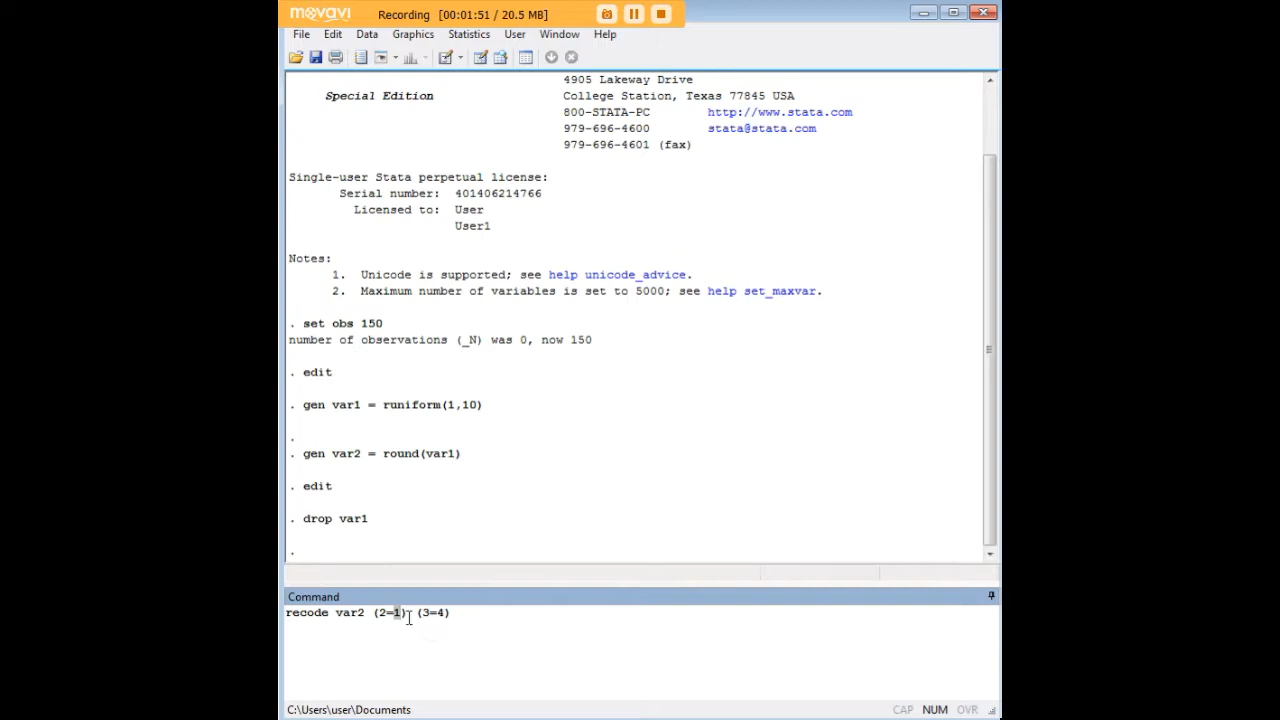 movavi Recording [00:01:51 / 20.5 MB]
File Edit Data Graphics Statistics User Window Help
4905 Lakeway Drive
Special Edition College Station, Texas 77845 USA
800-STATA-PC http://www.stata.com
979-696-4600 stata@stata.com
979-696-4601 (fax)
Single-user Stata perpetual license:
Serial number: 401406214766
Licensed to: User
User1
Notes:
1. Unicode is supported; see help unicode_advice.
2. Maximum number of variables is set to 5000; see help set_maxvar.
. set obs 150
number of observations (_N) was 0, now 150
. edit
. gen var1 = runiform(1,10)
.
. gen var2 = round(var1)
. edit
. drop var1
.
Command
recode var2 (2=1) (3=4)
C:\Users\user\Documents CAP NUM OVR